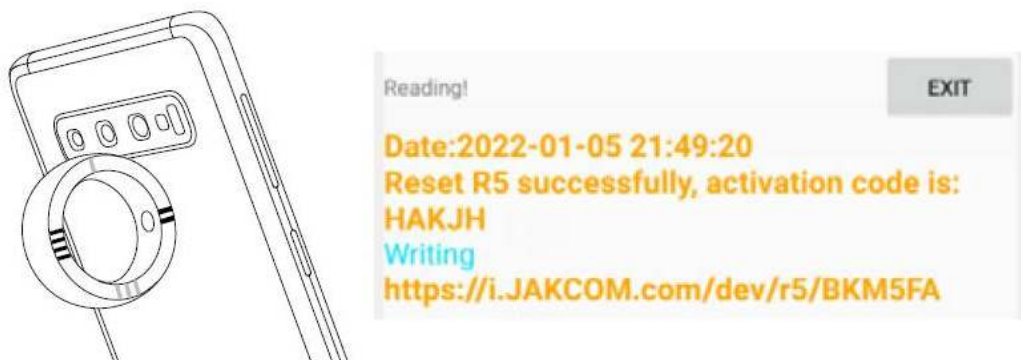 Reading!
EXIT
Date:2022-01-05 21:49:20
Reset R5 successfully, activation code is:
HAKJH
Writing
https://i.JAKCOM.com/dev/r5/BKM5FA